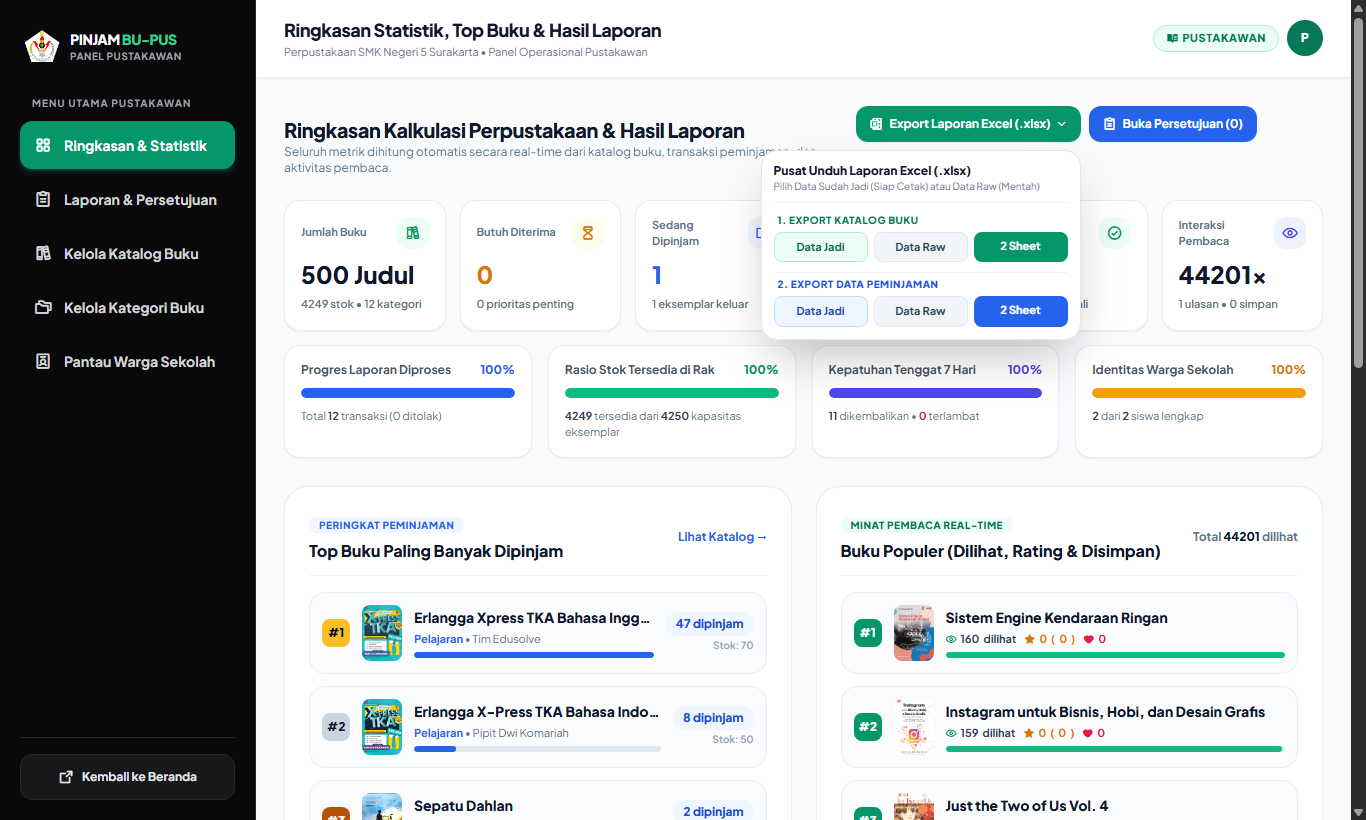 PINJAM BU-PUS
PANEL PUSTAKAWAN
MENU UTAMA PUSTAKAWAN
Ringkasan & Statistik
Laporan & Persetujuan
Kelola Katalog Buku
Kelola Kategori Buku
Pantau Warga Sekolah
Kembali ke Beranda
Ringkasan Statistik, Top Buku & Hasil Laporan
Perpustakaan SMK Negeri 5 Surakarta • Panel Operasional Pustakawan
PUSTAKAWAN
P
Ringkasan Kalkulasi Perpustakaan & Hasil Laporan
Seluruh metrik dihitung otomatis secara real-time dari katalog buku, transaksi
aktivitas pembaca.
Export Laporan Excel (.xlsx)
Buka Persetujuan (0)
Pusat Unduh Laporan Excel (.xlsx)
Pilih Data Sudah Jadi (Siap Cetak) atau Data Raw (Mentah)
1. EXPORT KATALOG BUKU
Data Jadi
Data Raw
2 Sheet
2. EXPORT DATA PEMINJAMAN
Data Jadi
Data Raw
2 Sheet
Jumlah Buku
500 Judul
4249 stok • 12 kategori
Butuh Diterima
0
0 prioritas penting
Sedang
Dipinjam
1
1 eksemplar keluar
Interaksi
Pembaca
44201x
1 ulasan • 0 simpan
Progres Laporan Diproses
100%
Total 12 transaksi (0 ditolak)
Rasio Stok Tersedia di Rak
100%
4249 tersedia dari 4250 kapasitas
eksemplar
Kepatuhan Tenggat 7 Hari
100%
11 dikembalikan • 0 terlambat
Identitas Warga Sekolah
100%
2 dari 2 siswa lengkap
PERINGKAT PEMINJAMAN
Top Buku Paling Banyak Dipinjam
Lihat Katalog →
#1
Erlangga Xpress TKA Bahasa Ingg...
Pelajaran • Tim Edusolve
47 dipinjam
Stok: 70
#2
Erlangga X-Press TKA Bahasa Indo...
Pelajaran • Pipit Dwi Komariah
8 dipinjam
Stok: 50
#3
Sepatu Dahlan
2 dipinjam
MINAT PEMBACA REAL-TIME
Buku Populer (Dilihat, Rating & Disimpan)
Total 44201 dilihat
#1
Sistem Engine Kendaraan Ringan
160 dilihat ★ 0 ( 0 ) ♥ 0
#2
Instagram untuk Bisnis, Hobi, dan Desain Grafis
159 dilihat ★ 0 ( 0 ) ♥ 0
#3
Just the Two of Us Vol. 4